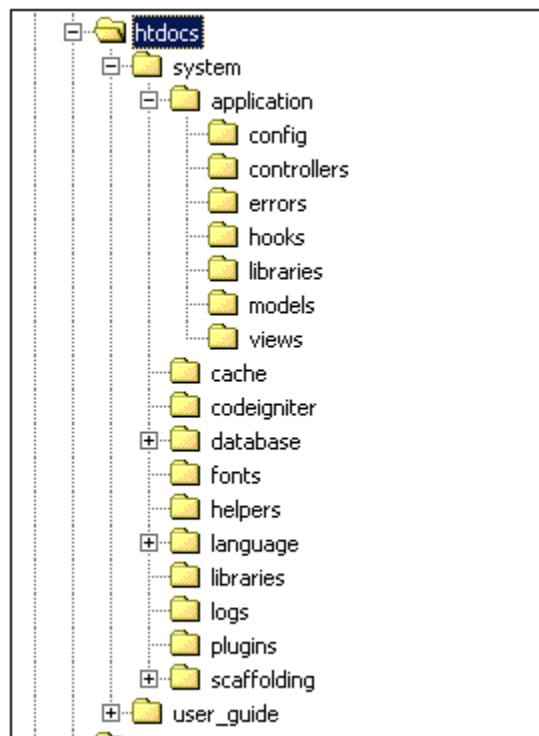 htdocs
system
application
config
controllers
errors
hooks
libraries
models
views
cache
codeigniter
database
fonts
helpers
language
libraries
logs
plugins
scaffolding
user_guide